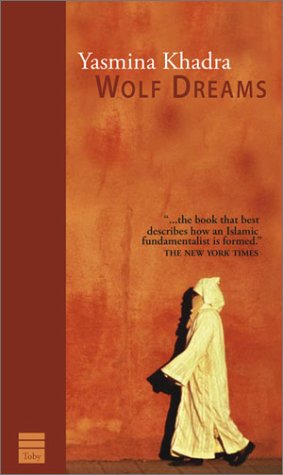 Yasmina Khadra
WOLF DREAMS
“...the book that best
describes how an Islamic
fundamentalist is formed.”
THE NEW YORK TIMES
Toby